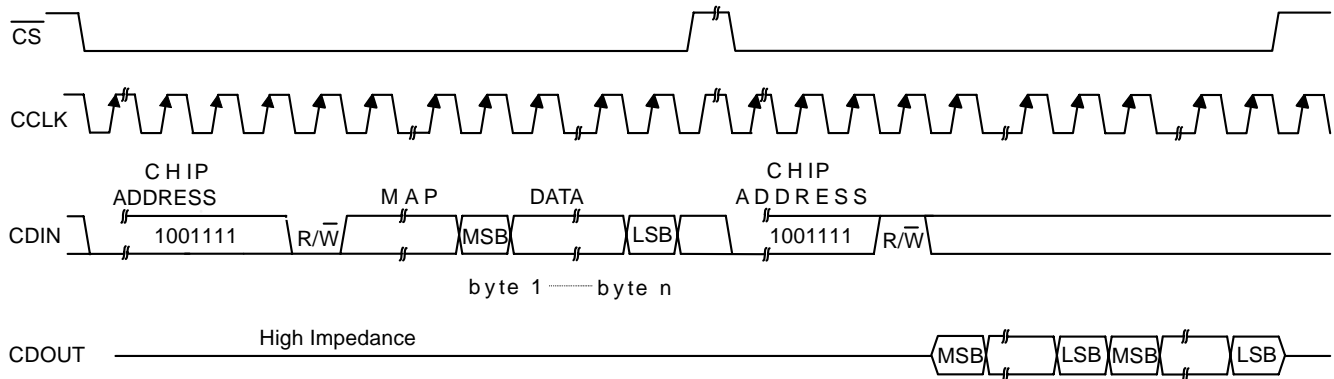 CS
CCLK
CHIP
ADDRESS
MAP
DATA
CHIP
ADDRESS
CDIN
1001111
R/W
MSB
LSB
1001111
R/W
byte 1 byte n
High Impedance
CDOUT
MSB
LSB
MSB
LSB